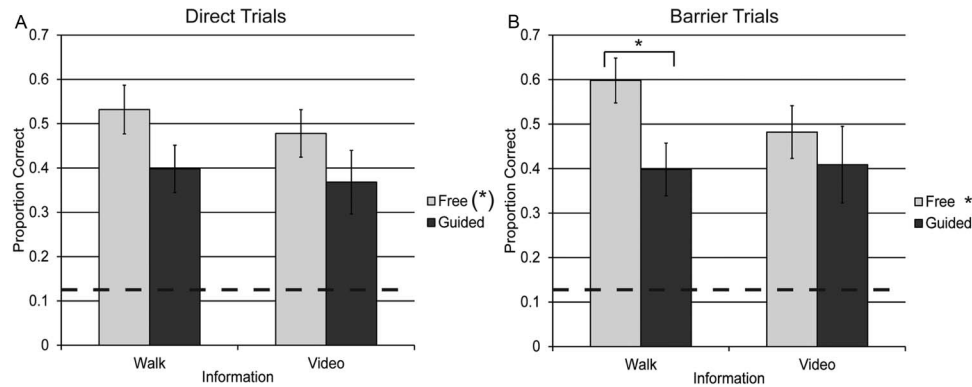 A
Direct Trials
Proportion Correct
0.7
0.6
0.5
0.4
0.3
0.2
0.1
0
Walk
Video
Information
Free (*)
Guided
B
Barrier Trials
Proportion Correct
0.7
0.6
0.5
0.4
0.3
0.2
0.1
0
*
Walk
Video
Information
Free *
Guided